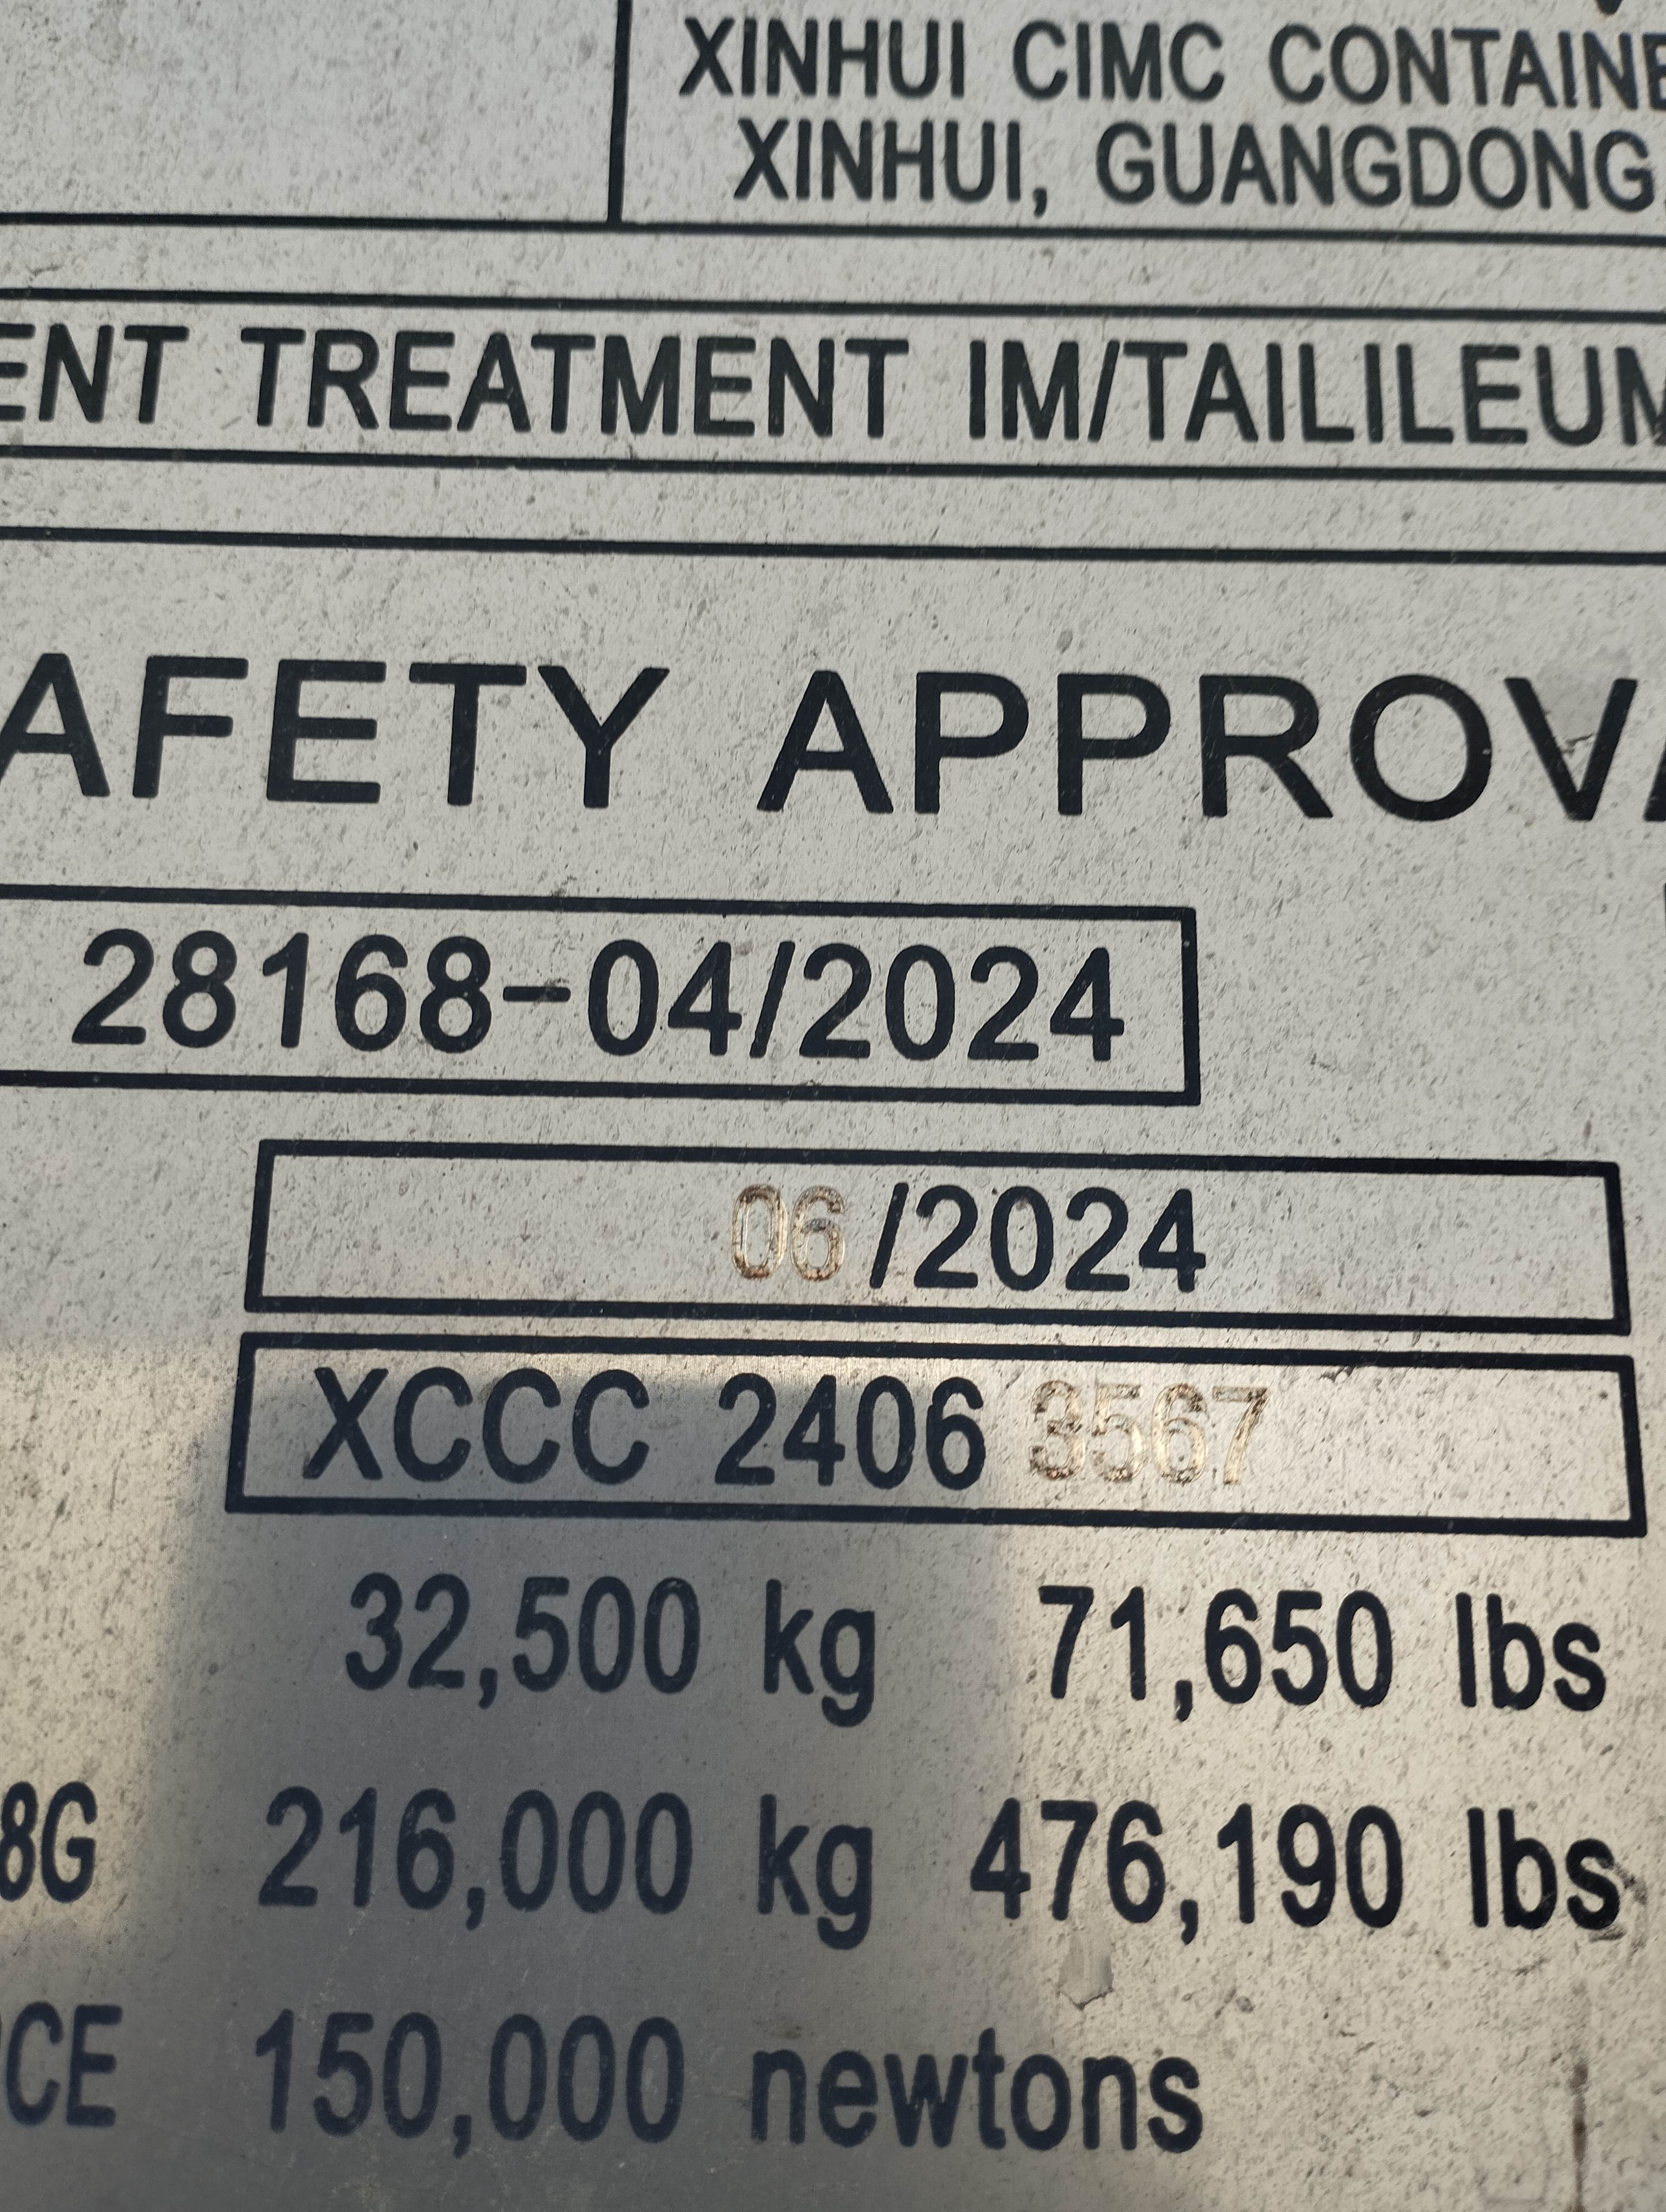 XINHUI CIMC CONTAINE
XINHUI, GUANGDONG.
ENT TREATMENT IM/TAILILEUM
AFETY APPROVA
28168-04/2024
06/2024
XCCC 2406 3567
32,500 kg 71,650 lbs
8G 216,000 kg 476,190 lbs
CE 150,000 newtons